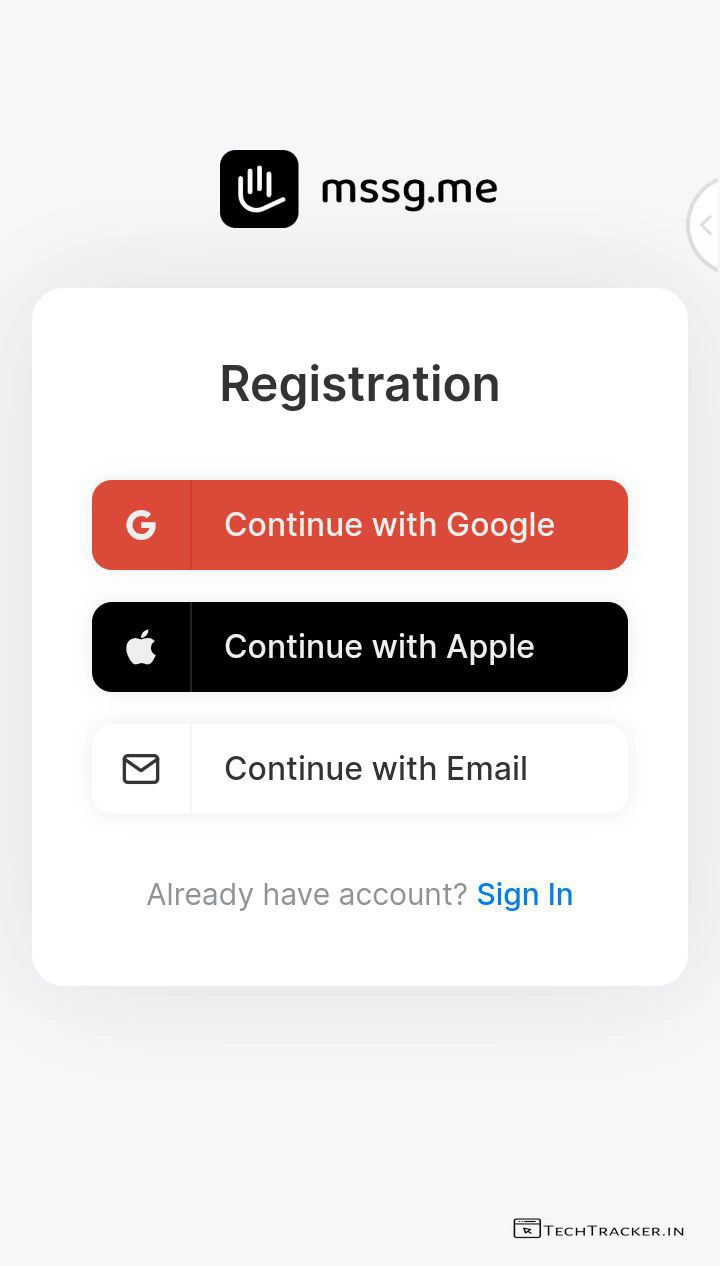 mssg.me
Registration
Continue with Google
Continue with Apple
Continue with Email
Already have account? Sign In
TECHTRACKER.IN